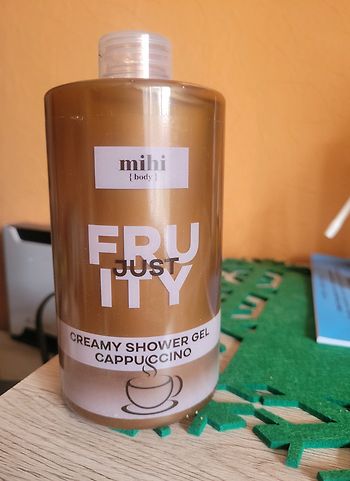 mihi
{ body }
FRU
JUST
ITY
CREAMY SHOWER GEL
CAPPUCCINO